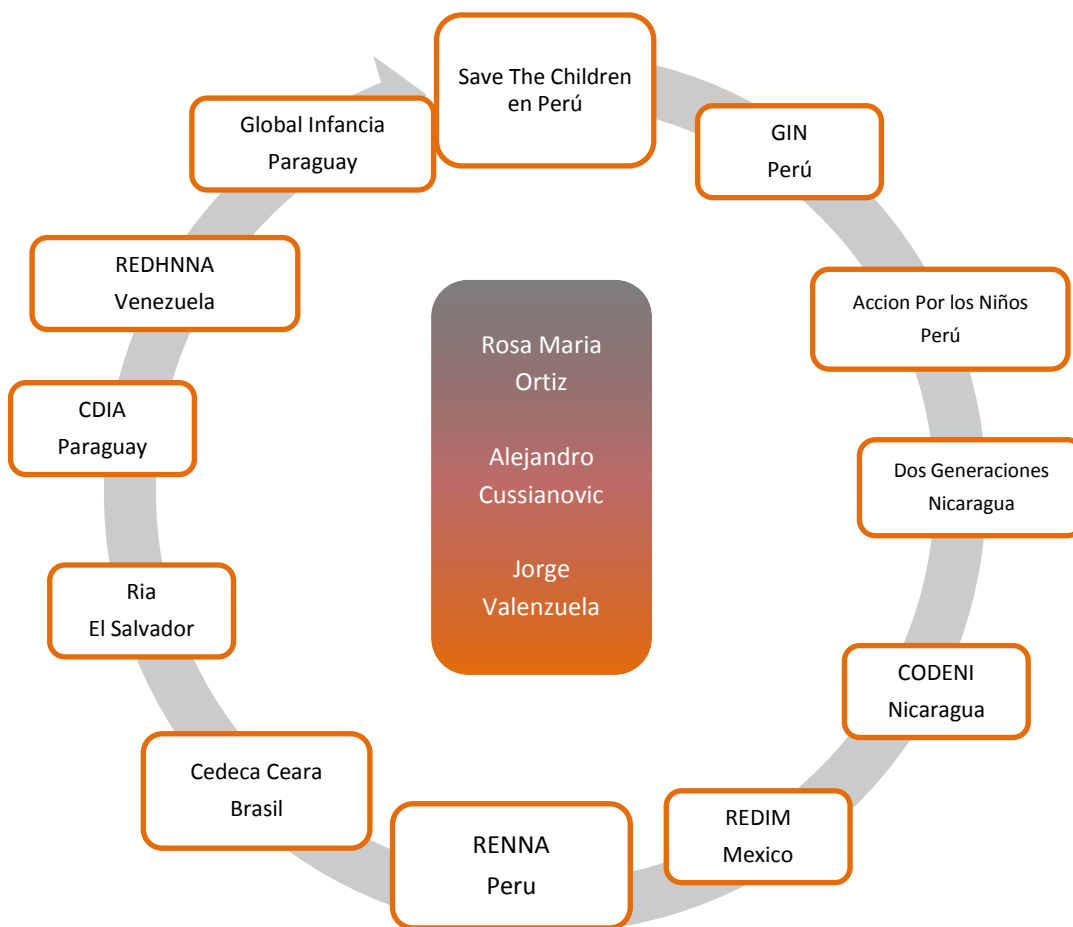 Save The Children
en Perú
GIN
Perú
Accion Por los Niños
Perú
Dos Generaciones
Nicaragua
CODENI
Nicaragua
REDIM
Mexico
RENNA
Peru
Cedeca Ceara
Brasil
Ria
El Salvador
CDIA
Paraguay
REDHNNA
Venezuela
Global Infancia
Paraguay
Rosa Maria
Ortiz
Alejandro
Cussianovic
Jorge
Valenzuela